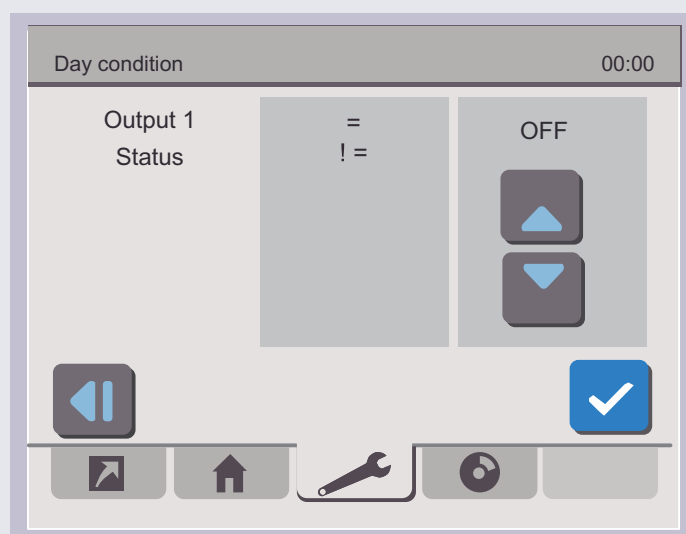 Day condition 00:00
Output 1
Status
=
! =
OFF